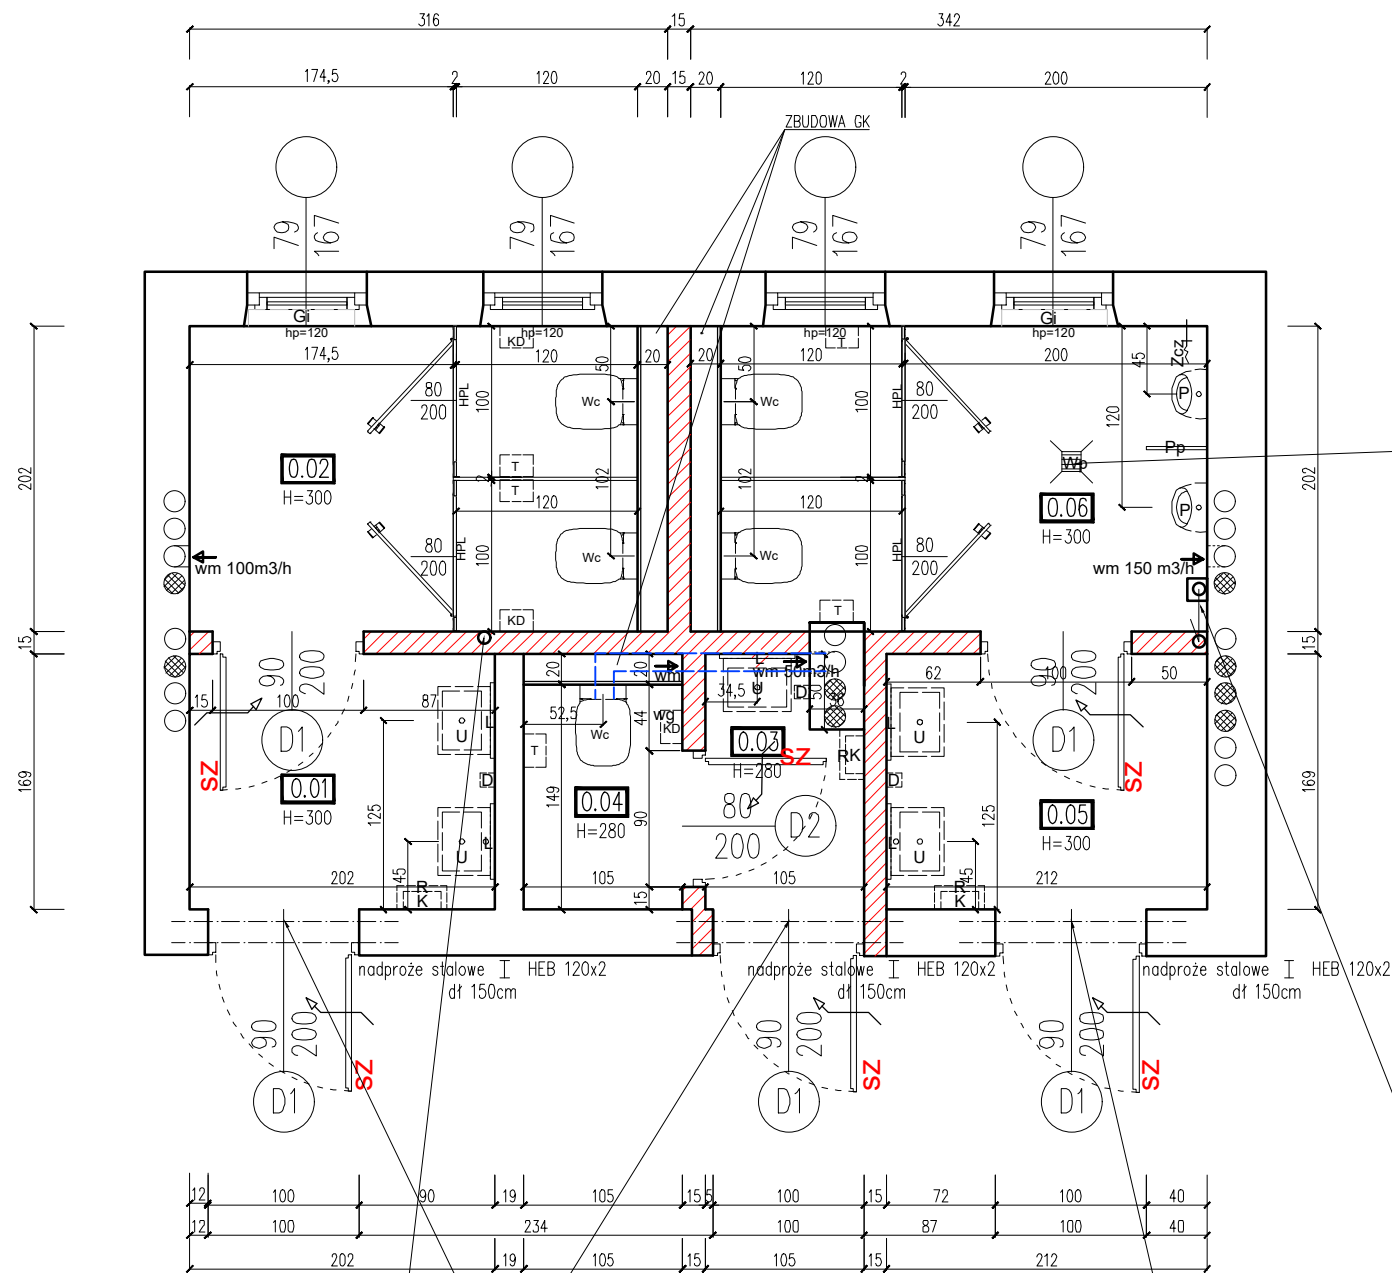 316 15 342
174,5 2 120 20 15 20 120 2 200
ZBUDOWA GK
79 167
79 167
79 167
79 167
Gi
hp=120
hp=120
hp=120
Gi
hp=120
KD
T
Zcz
174,5 120 20 20 120 200
50
50
45
80
200
HPL
100
Wc
Wc
100
HPL
80
200
P
120
Pp
202
0.02
H=300
T
2
102
102
2
Wp
202
T
120
120
0.06
H=300
P
80
200
HPL
100
Wc
Wc
100
HPL
80
200
wm 100m3/h
wm 150 m3/h
KD
T
15
15
90
200
20
20
wm
L
wm 50m3/h
90
200
62 100 50
15 100 87
52,5
44
wg
KD
34,5
U
D
50
38
L
U
Wc
L
U
D1
T
0.03
H=280
SZ
RK
D1
SZ
0.01
H=300
D
149
0.04
H=280
90
80
200
D2
D
SZ
0.05
H=300
169
169
125
125
U
L
L
U
45
45
202
R
K
105
15
105
R
K
212
nadproże stalowe I HEB 120x2
dł 150cm
nadproże stalowe I HEB 120x2
dł 150cm
nadproże stalowe I HEB 120x2
dł 150cm
90
200
SZ
D1
90
200
SZ
D1
90
200
SZ
D1
12 100 90 19 105 15 5 100 15 72 100 40
12 100 234 100 87 100 40
202 19 105 15 105 15 212